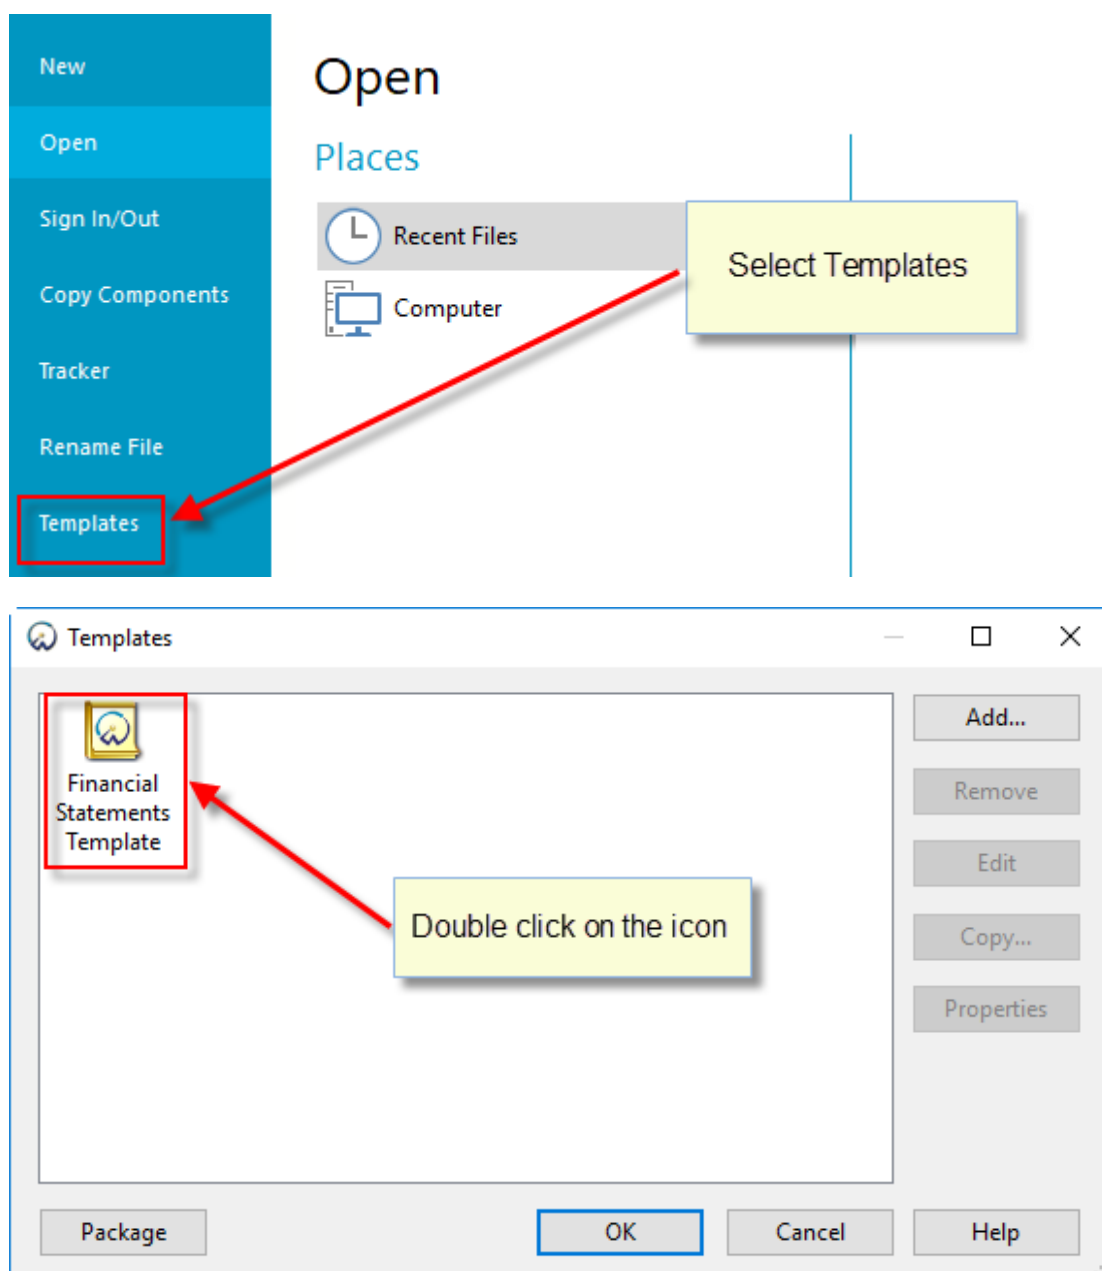 New
Open
Sign In/Out
Copy Components
Tracker
Rename File
Templates
Open
Places
Recent Files
Computer
Select Templates
Templates
Financial
Statements
Template
Double click on the icon
Add...
Remove
Edit
Copy...
Properties
Package
OK
Cancel
Help